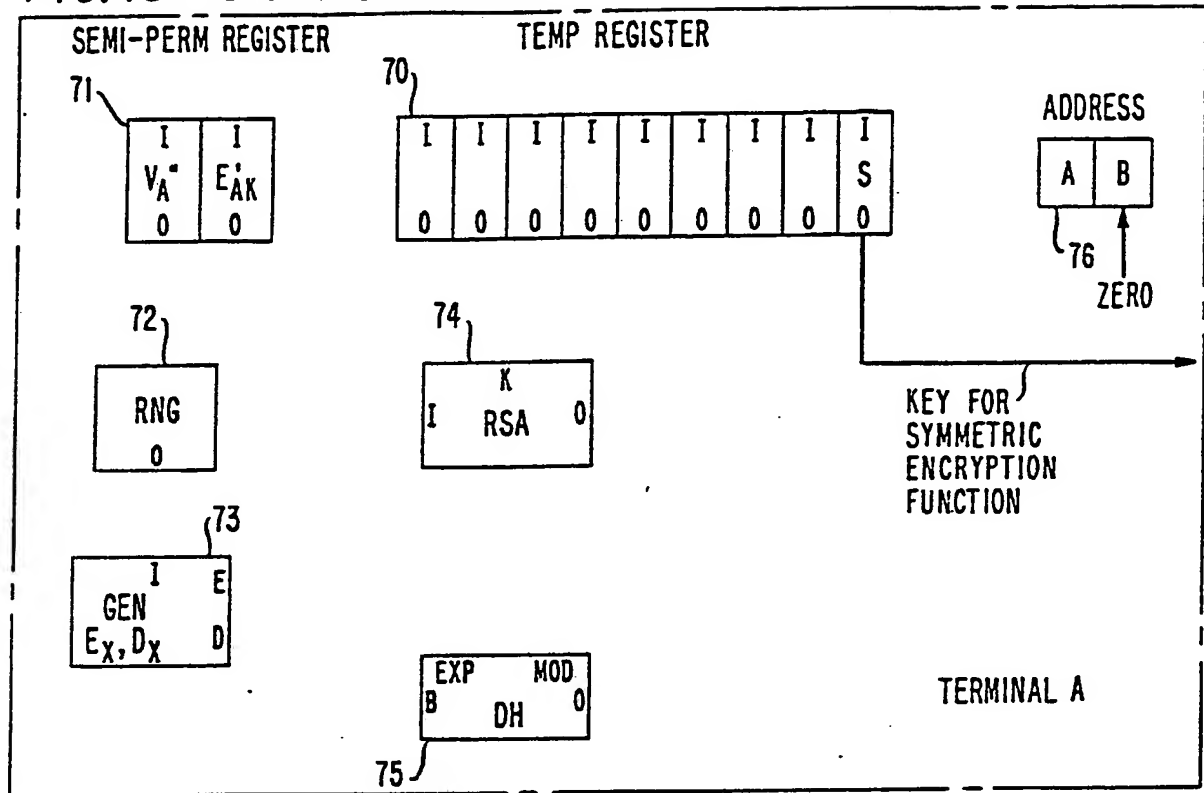 SEMI-PERM REGISTER
TEMP REGISTER
71
I I
V_A" E'_AK
0 0
70
I I I I I I I I I
S
0 0 0 0 0 0 0 0 0
ADDRESS
A B
76
ZERO
72
RNG
0
74
K
I RSA 0
KEY FOR
SYMMETRIC
ENCRYPTION
FUNCTION
73
I E
GEN
E_X, D_X D
EXP MOD
B 0
DH
75
TERMINAL A